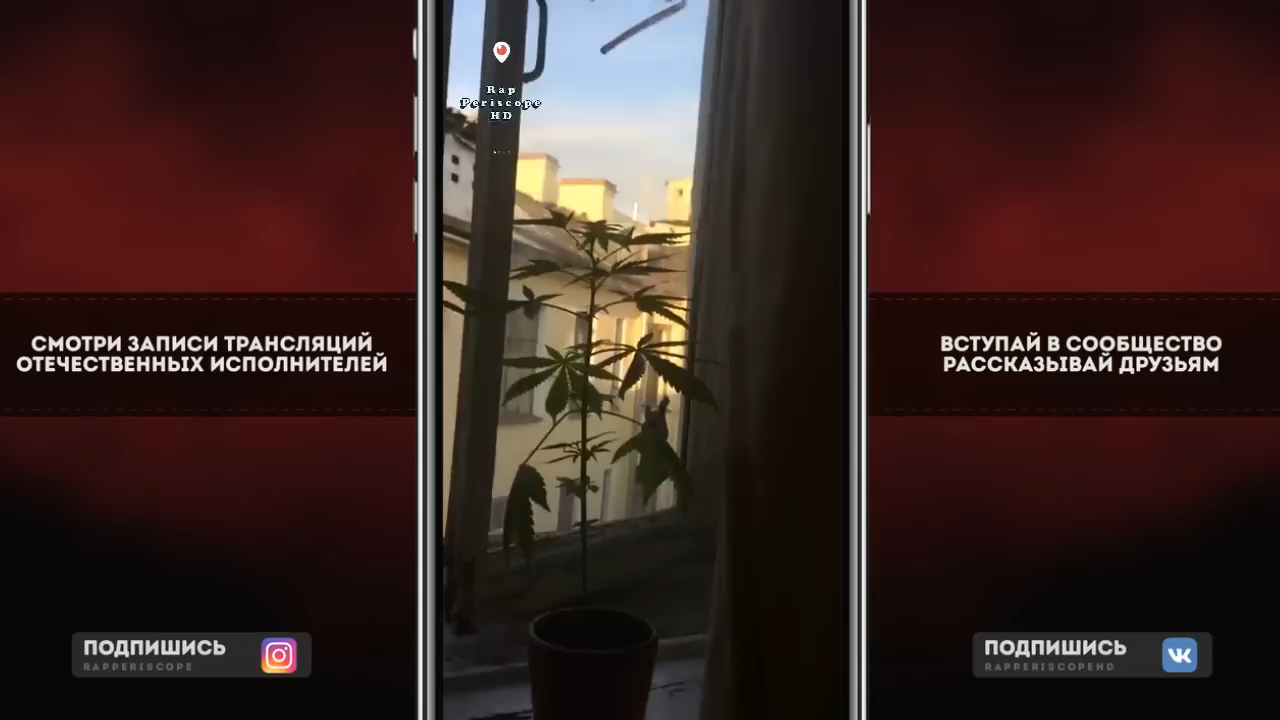 Rap
Periscope
HD
СМОТРИ ЗАПИСИ ТРАНСЛЯЦИЙ
ОТЕЧЕСТВЕННЫХ ИСПОЛНИТЕЛЕЙ
ВСТУПАЙ В СООБЩЕСТВО
РАССКАЗЫВАЙ ДРУЗЬЯМ
ПОДПИШИСЬ
RAPPERISCOPE
ПОДПИШИСЬ
RAPPERISCOPEHD